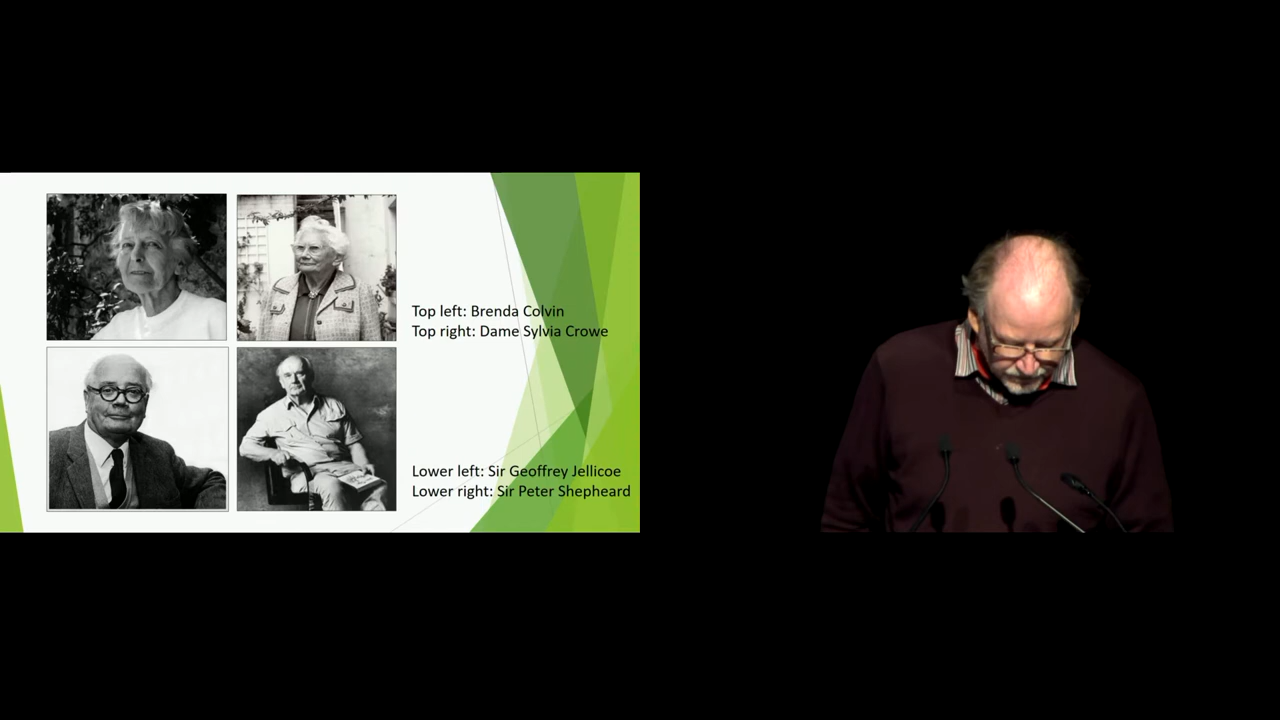 Top left: Brenda Colvin
Top right: Dame Sylvia Crowe
Lower left: Sir Geoffrey Jellicoe
Lower right: Sir Peter Shepheard